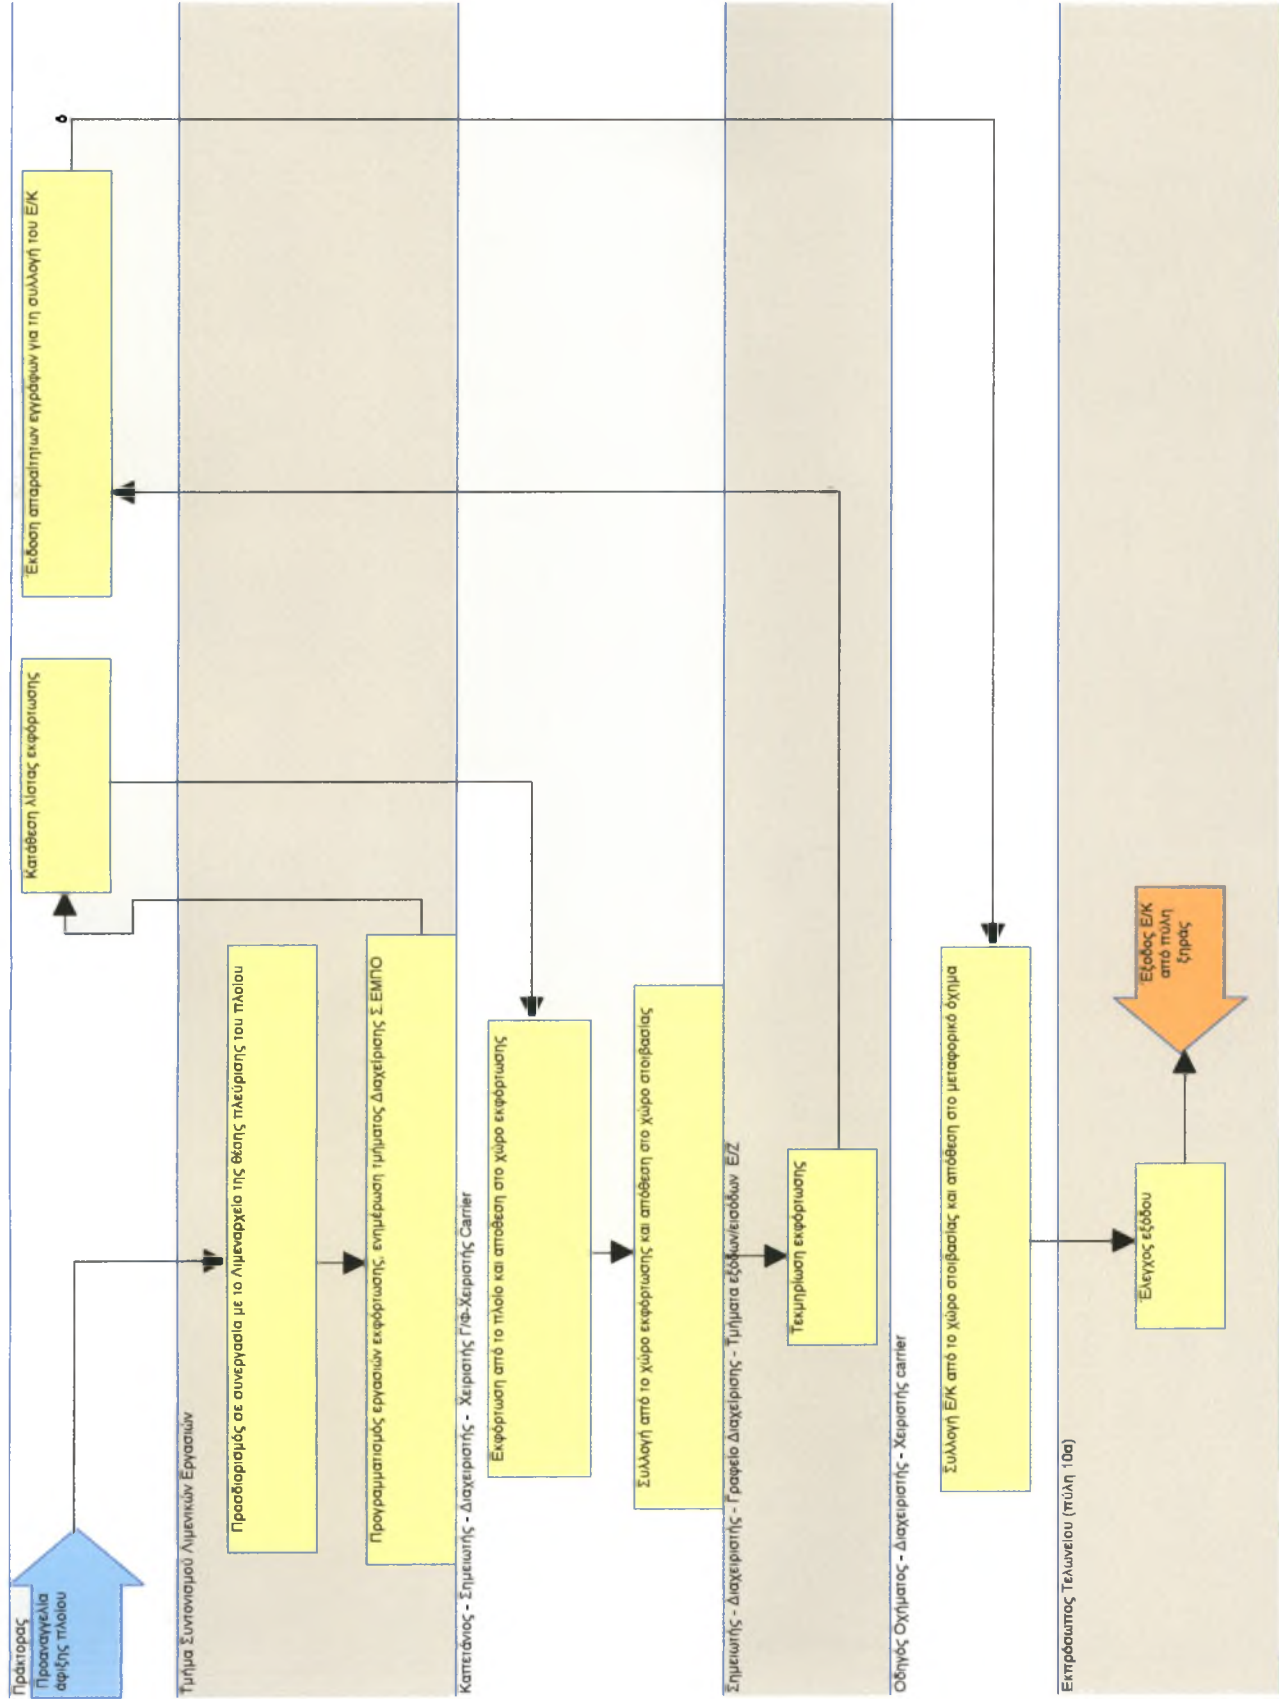 Πράκτορας
Προαναγγελία
άφιξης πλοίου
Κατάθεση λίστας εκφόρτωσης
Έκδοση απαραίτητων εγγράφων για τη συλλογή του Ε/Κ
6
Τμήμα Συντονισμού Λιμενικών Εργασιών
Προσδιορισμός σε συνεργασία με το Λιμεναρχείο της θέσης πλεύρισης του πλοίου
Προγραμματισμός εργασιών εκφόρτωσης, ενημέρωση τμήματος Διαχείρισης Σ.ΕΜΠΟ
Καπετάνιος - Σημειωτής - Διαχειριστής - Χειριστής Γ/Φ-Χειριστής Carrier
Εκφόρτωση από το πλοίο και απόθεση στο χώρο εκφόρτωσης
Συλλογή από το χώρο εκφόρτωσης και απόθεση στο χώρο στοιβασίας
Σημειωτής - Διαχειριστής - Γραφείο Διαχείρισης - Τμήματα εξόδων/εισόδων Ε/Ζ
Τεκμηρίωση εκφόρτωσης
Οδηγός Οχήματος - Διαχειριστής - Χειριστής carrier
Συλλογή Ε/Κ από το χώρο στοιβασίας και απόθεση στο μεταφορικό όχημα
Εκπρόσωπος Τελωνείου (πύλη 10α)
Έλεγχος εξόδου
Έξοδος Ε/Κ
από πύλη
ξηράς